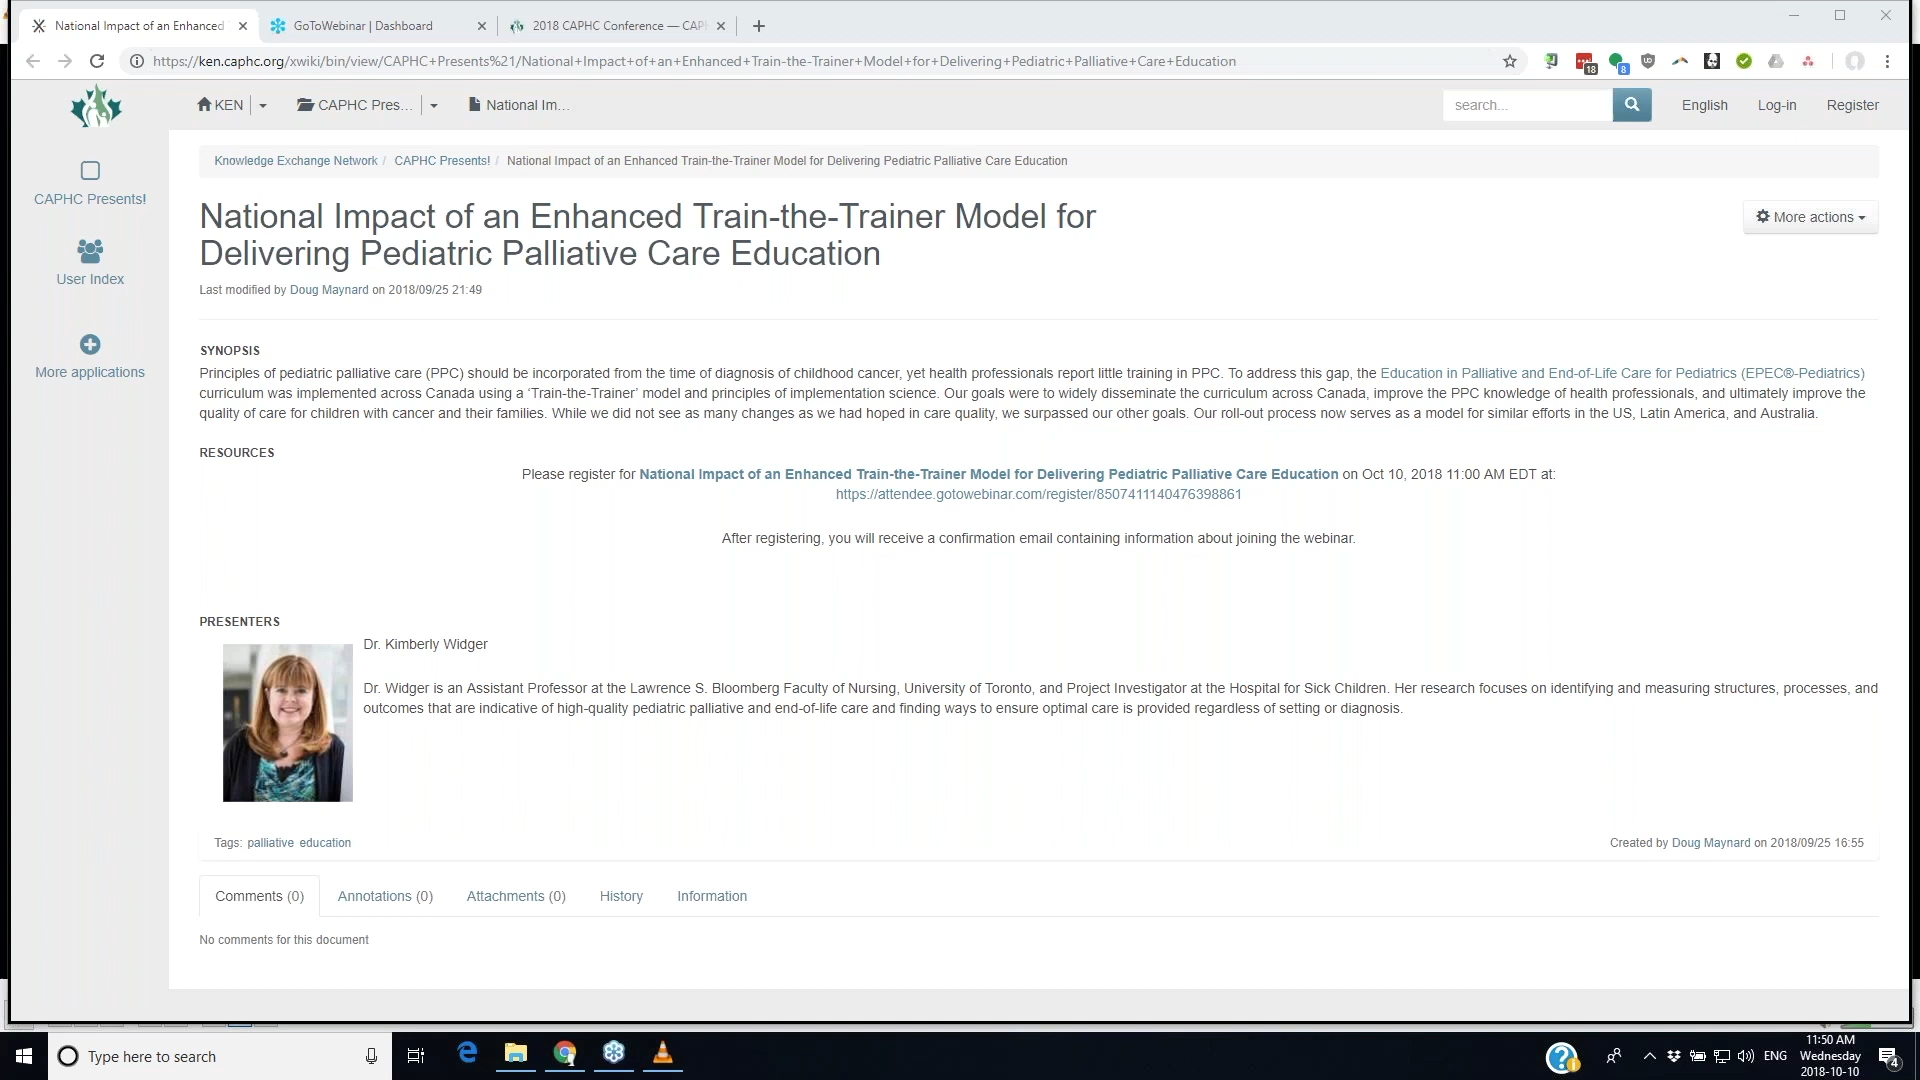 National Impact of an Enhanced
GoToWebinar | Dashboard
2018 CAPHC Conference — CAPH
https://ken.caphc.org/xwiki/bin/view/CAPHC+Presents%21/National+Impact+of+an+Enhanced+Train-the-Trainer+Model+for+Delivering+Pediatric+Palliative+Care+Education
18
8
KEN
CAPHC Pres...
National Im...
search...
English
Log-in
Register
CAPHC Presents!
User Index
More applications
Knowledge Exchange Network / CAPHC Presents! / National Impact of an Enhanced Train-the-Trainer Model for Delivering Pediatric Palliative Care Education
National Impact of an Enhanced Train-the-Trainer Model for
Delivering Pediatric Palliative Care Education
More actions
Last modified by Doug Maynard on 2018/09/25 21:49
SYNOPSIS
Principles of pediatric palliative care (PPC) should be incorporated from the time of diagnosis of childhood cancer, yet health professionals report little training in PPC. To address this gap, the Education in Palliative and End-of-Life Care for Pediatrics (EPEC®-Pediatrics)
curriculum was implemented across Canada using a ‘Train-the-Trainer’ model and principles of implementation science. Our goals were to widely disseminate the curriculum across Canada, improve the PPC knowledge of health professionals, and ultimately improve the
quality of care for children with cancer and their families. While we did not see as many changes as we had hoped in care quality, we surpassed our other goals. Our roll-out process now serves as a model for similar efforts in the US, Latin America, and Australia.
RESOURCES
Please register for National Impact of an Enhanced Train-the-Trainer Model for Delivering Pediatric Palliative Care Education on Oct 10, 2018 11:00 AM EDT at:
https://attendee.gotowebinar.com/register/8507411140476398861
After registering, you will receive a confirmation email containing information about joining the webinar.
PRESENTERS
Dr. Kimberly Widger
Dr. Widger is an Assistant Professor at the Lawrence S. Bloomberg Faculty of Nursing, University of Toronto, and Project Investigator at the Hospital for Sick Children. Her research focuses on identifying and measuring structures, processes, and
outcomes that are indicative of high-quality pediatric palliative and end-of-life care and finding ways to ensure optimal care is provided regardless of setting or diagnosis.
Tags: palliative education
Created by Doug Maynard on 2018/09/25 16:55
Comments (0)
Annotations (0)
Attachments (0)
History
Information
No comments for this document
Type here to search
ENG
11:50 AM
Wednesday
2018-10-10
4